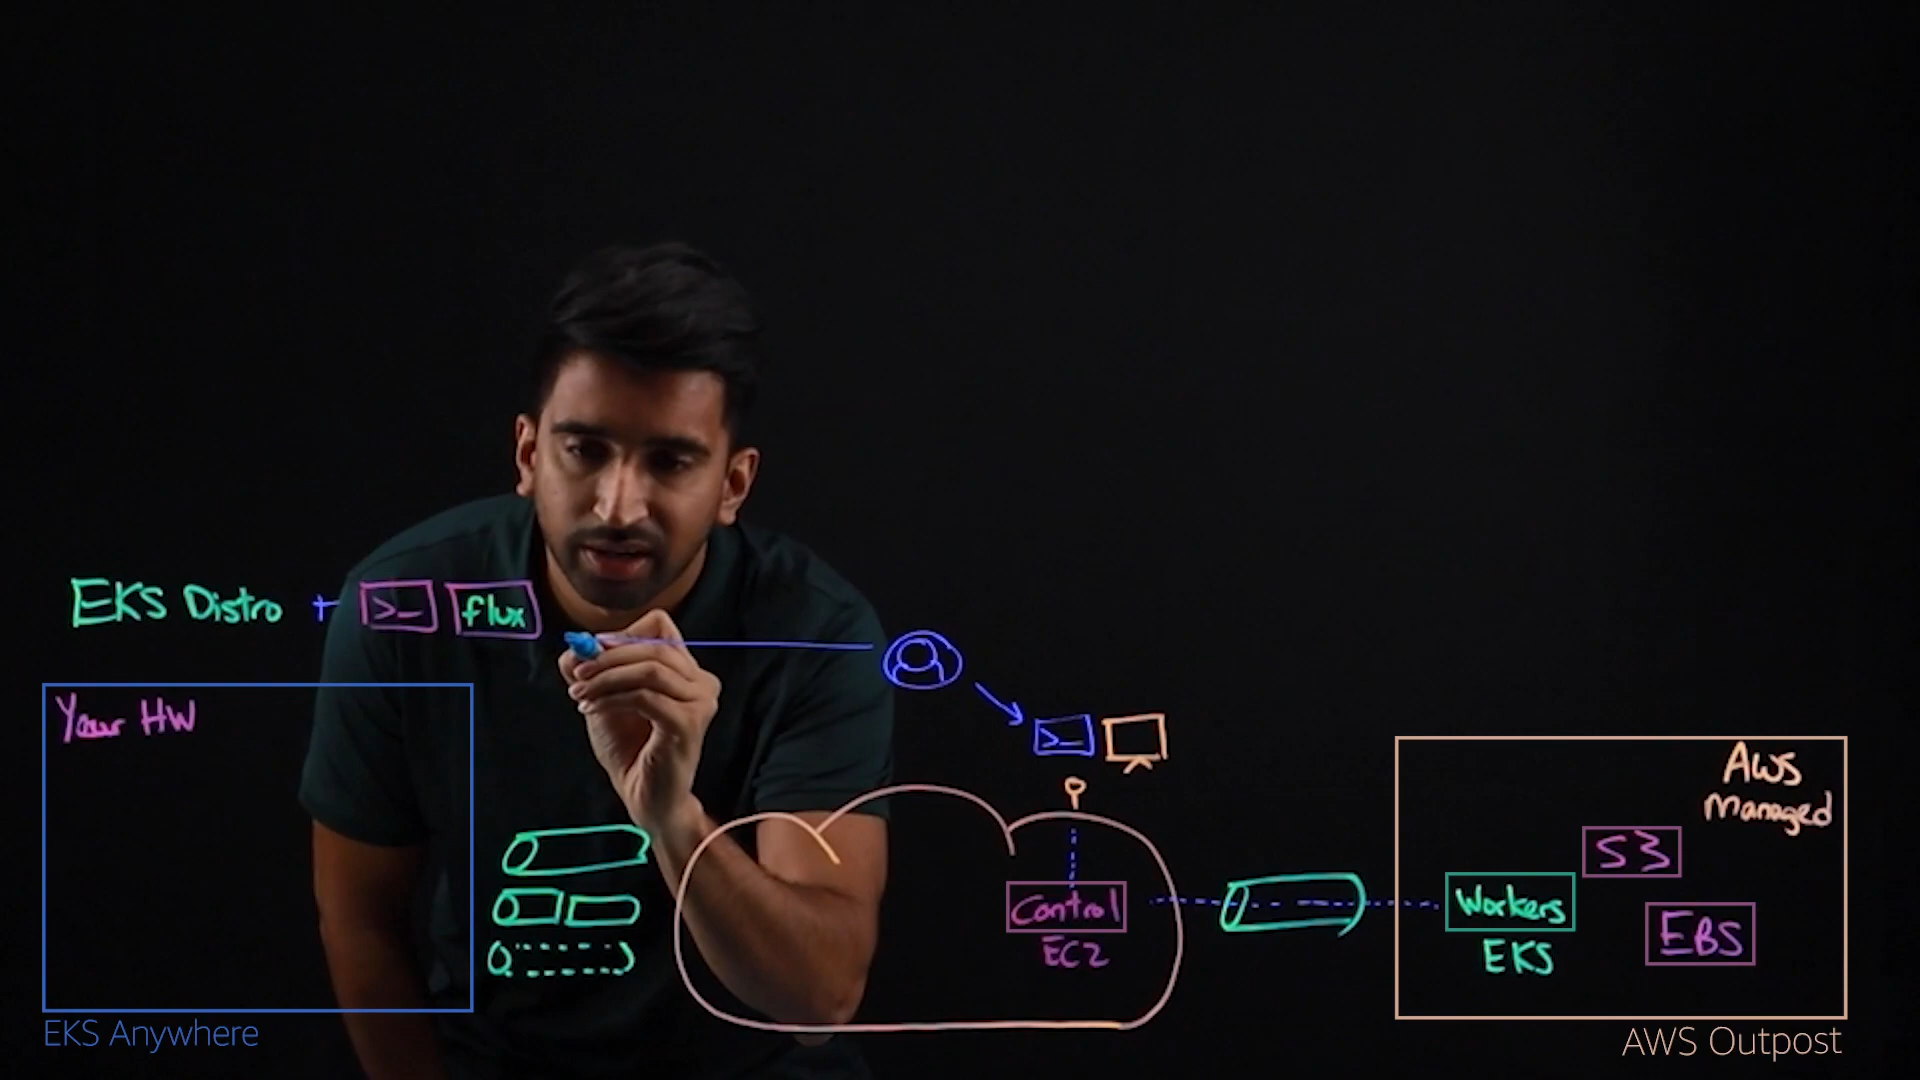 EKS Distro + >_ flux
Your HW
>_
AWS
Managed
S3
Control
EC2
Workers
EKS
EBS
EKS Anywhere
AWS Outpost